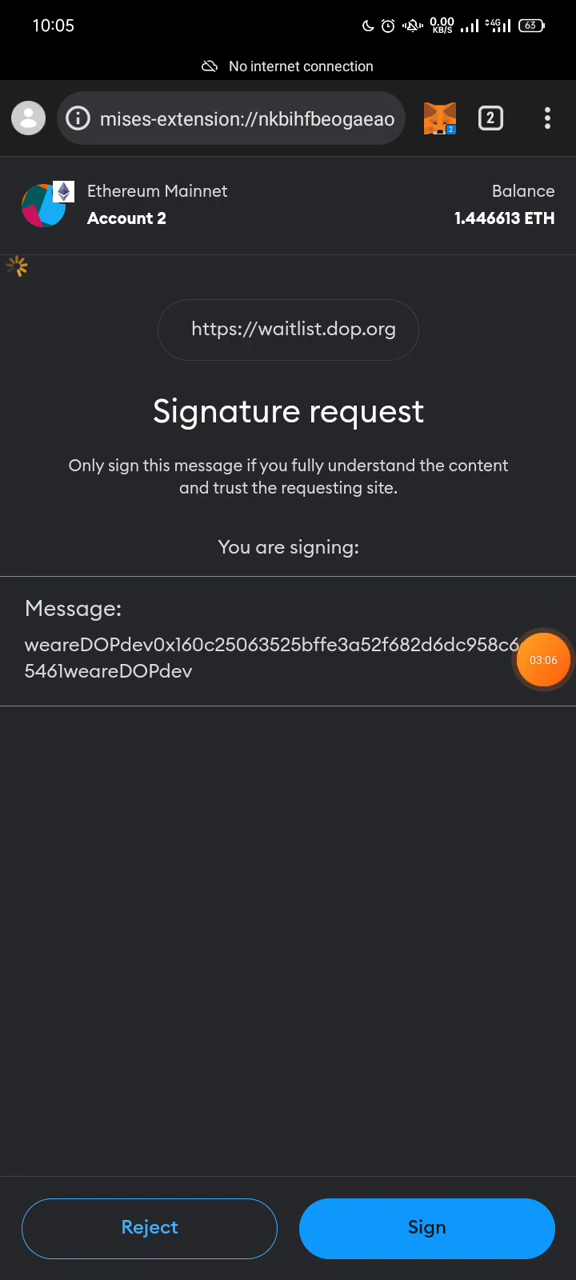 10:05
0.00 KB/S
4G
63
No internet connection
mises-extension://nkbihfbeogaeao
2
2
Ethereum Mainnet
Balance
Account 2
1.446613 ETH
https://waitlist.dop.org
Signature request
Only sign this message if you fully understand the content
and trust the requesting site.
You are signing:
Message:
weareDOPdev0x160c25063525bffe3a52f682d6dc958c6
03:06
5461weareDOPdev
Reject
Sign